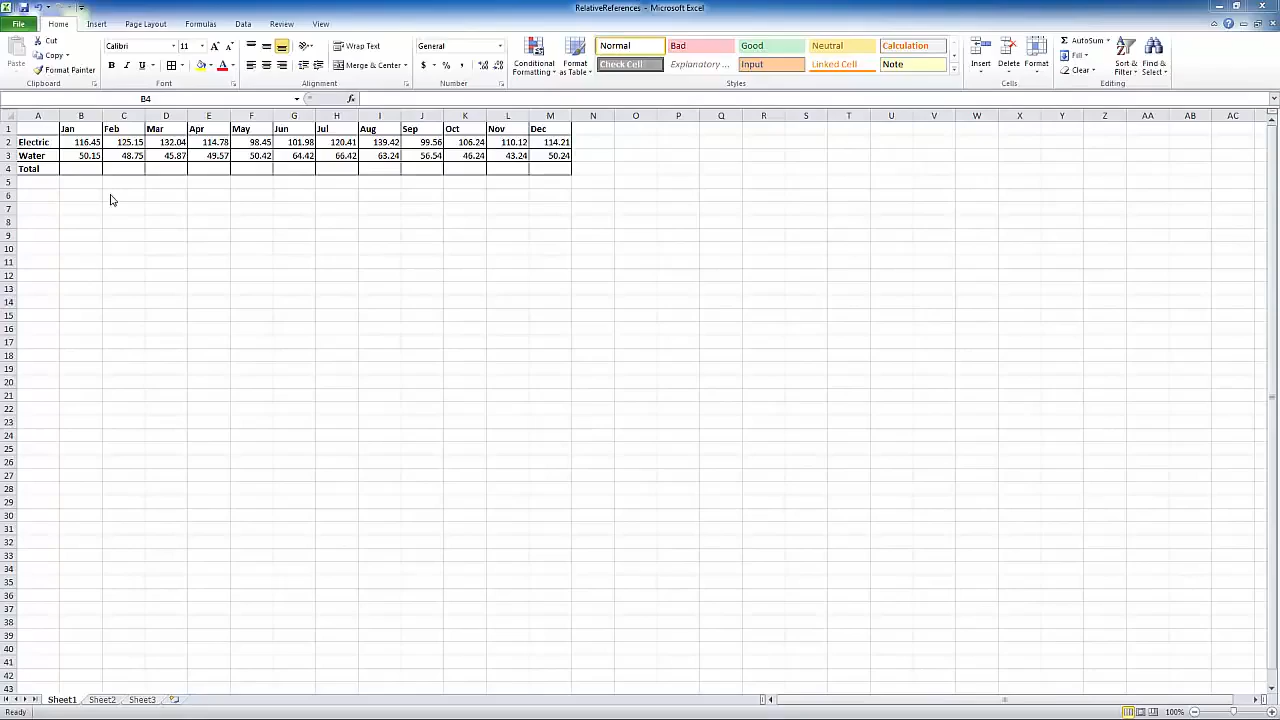 RelativeReferences - Microsoft Excel
File Home Insert Page Layout Formulas Data Review View
Paste Cut Copy Format Painter Clipboard
Calibri 11 B I U Font
Wrap Text Merge & Center Alignment
General $ % , Number
Conditional Formatting Format as Table
Normal Bad Good Neutral Calculation
Check Cell Explanatory ... Input Linked Cell Note
Styles
Insert Delete Format Cells
AutoSum Fill Clear Sort & Filter Find & Select Editing
B4 fx
A B C D E F G H I J K L M N O P Q R S T U V W X Y Z AA AB AC
1 Jan Feb Mar Apr May Jun Jul Aug Sep Oct Nov Dec
2 Electric 116.45 125.15 132.04 114.78 98.45 101.98 120.41 139.42 99.56 106.24 110.12 114.21
3 Water 50.15 48.75 45.87 49.57 50.42 64.42 66.42 63.24 56.54 46.24 43.24 50.24
4 Total
5
6
7
8
9
10
11
12
13
14
15
16
17
18
19
20
21
22
23
24
25
26
27
28
29
30
31
32
33
34
35
36
37
38
39
40
41
42
43
Sheet1 Sheet2 Sheet3
Ready 100%